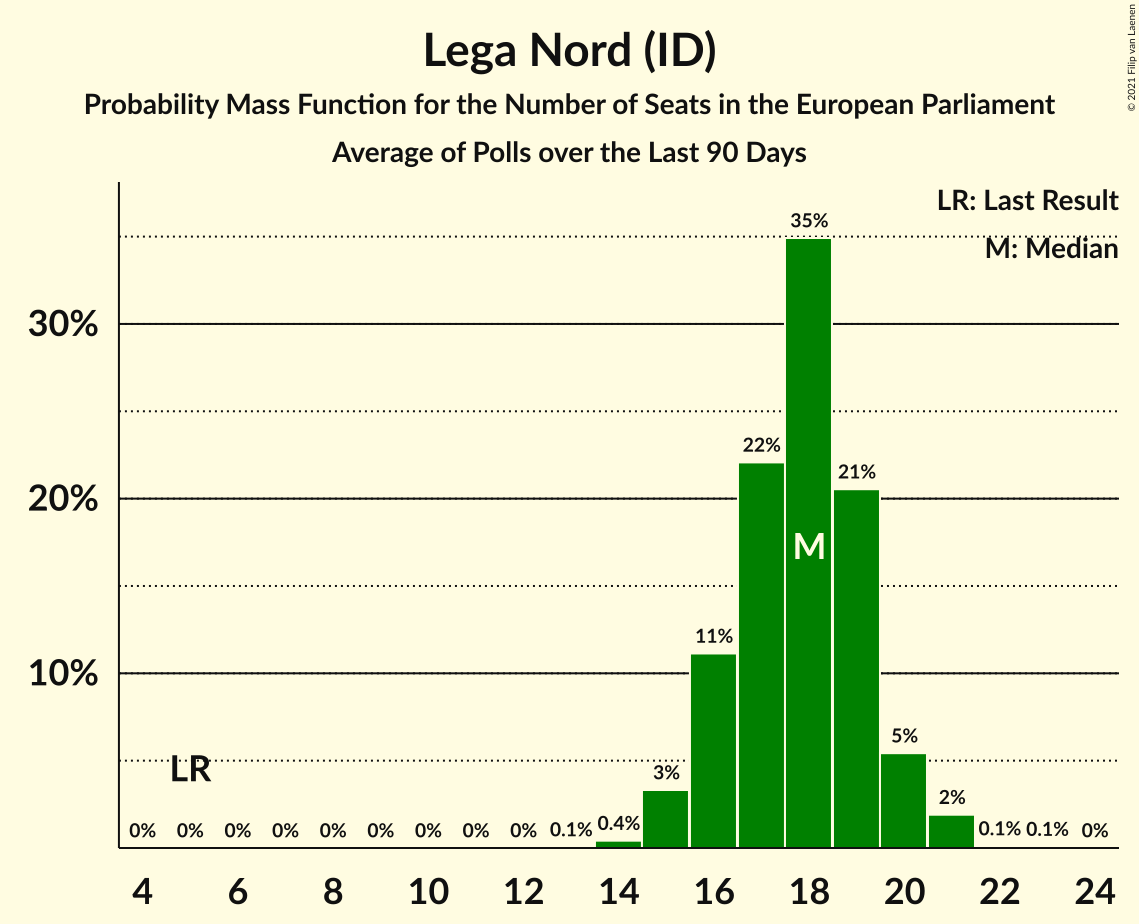 Lega Nord (ID)
Probability Mass Function for the Number of Seats in the European Parliament
Average of Polls over the Last 90 Days
© 2021 Filip van Laenen
LR: Last Result
M: Median
35%
30%
22%
21%
20%
M
11%
10%
LR
5%
3%
2%
0% 0% 0% 0% 0% 0% 0% 0% 0% 0.1% 0.4% 0.1% 0.1% 0%
4 6 8 10 12 14 16 18 20 22 24